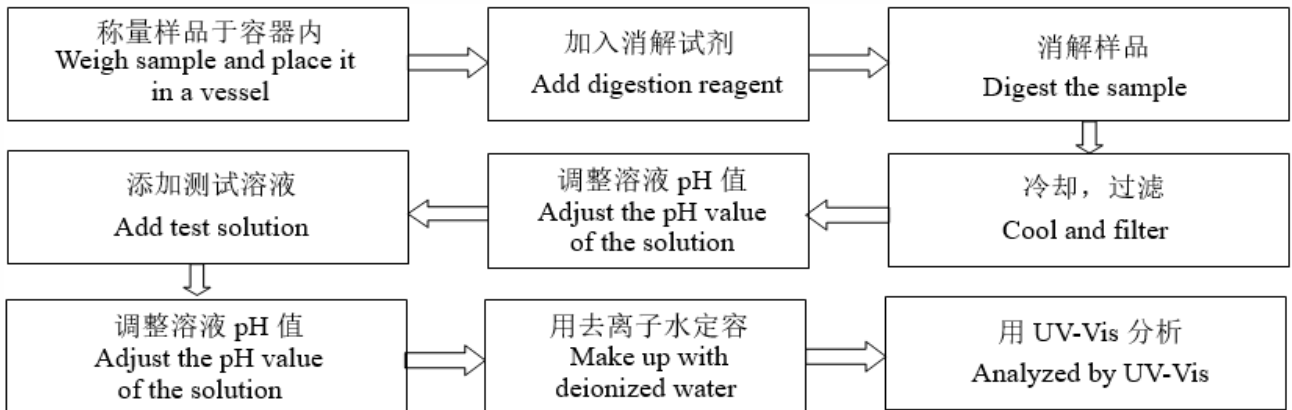 称量样品于容器内
Weigh sample and place it
in a vessel
加入消解试剂
Add digestion reagent
消解样品
Digest the sample
冷却，过滤
Cool and filter
调整溶液 pH 值
Adjust the pH value
of the solution
添加测试溶液
Add test solution
调整溶液 pH 值
Adjust the pH value
of the solution
用去离子水定容
Make up with
deionized water
用 UV-Vis 分析
Analyzed by UV-Vis